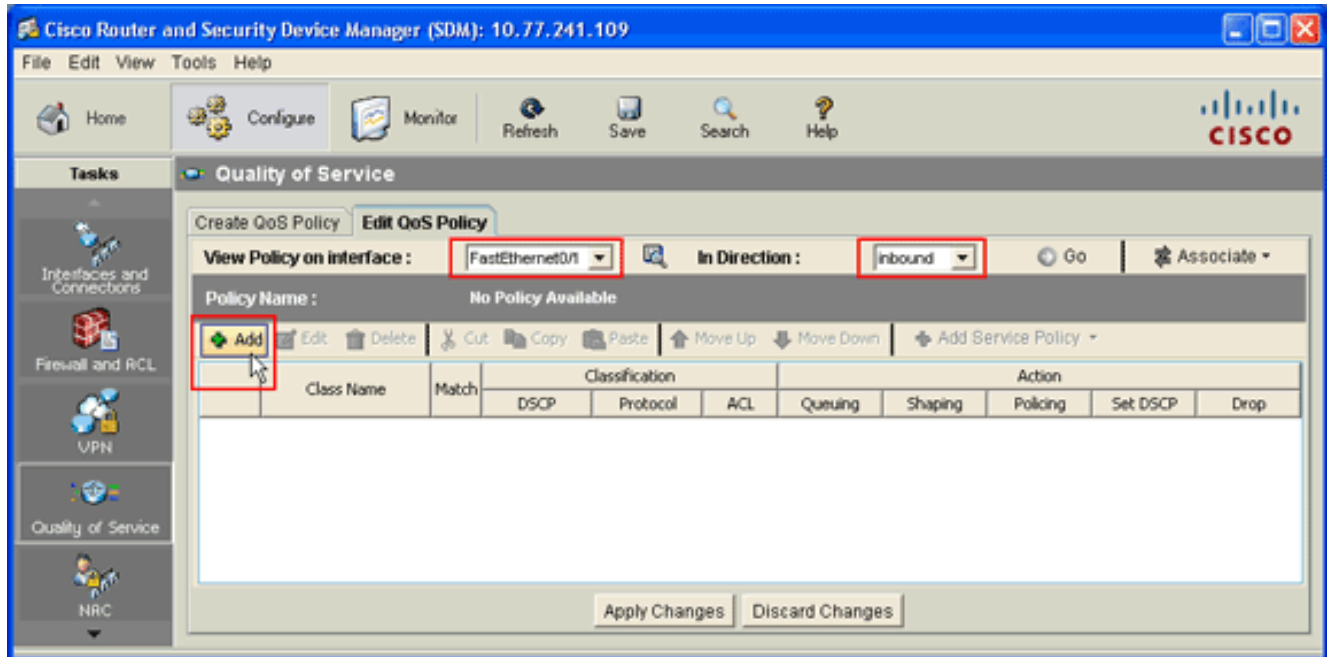 Cisco Router and Security Device Manager (SDM): 10.77.241.109
File Edit View Tools Help
Home Configure Monitor Refresh Save Search Help
CISCO
Tasks
Quality of Service
Create QoS Policy Edit QoS Policy
View Policy on interface : FastEthernet0/1 In Direction : inbound Go Associate
Policy Name : No Policy Available
Add Edit Delete Cut Copy Paste Move Up Move Down Add Service Policy
Class Name Match Classification Action
DSCP Protocol ACL Queuing Shaping Policing Set DSCP Drop
Interfaces and
Connections
Firewall and ACL
VPN
Quality of Service
NAC
Apply Changes Discard Changes